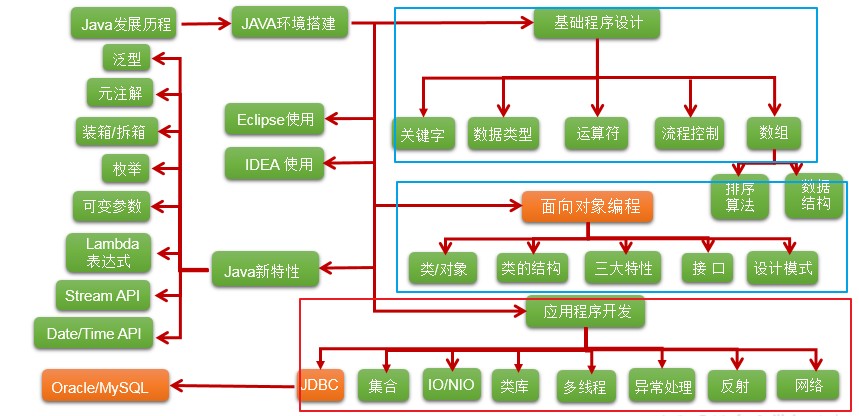 Java发展历程
JAVA环境搭建
基础程序设计
泛型
元注解
装箱/拆箱
枚举
可变参数
Lambda
表达式
Stream API
Date/Time API
Eclipse使用
IDEA 使用
Java新特性
关键字
数据类型
运算符
流程控制
数组
排序
算法
数据
结构
面向对象编程
类/对象
类的结构
三大特性
接 口
设计模式
应用程序开发
Oracle/MySQL
JDBC
集合
IO/NIO
类库
多线程
异常处理
反射
网络